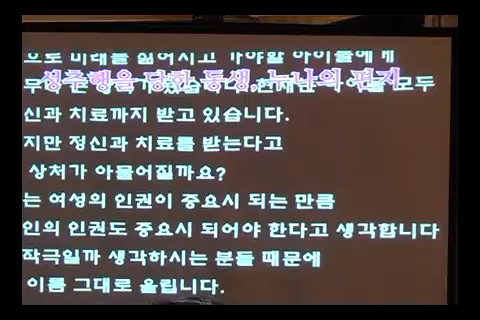 으로 미래를 짊어지고 가야할 아이들에게
성추행을 당한 동생, 누나의 편지
모두
신과 치료까지 받고 있습니다.
지만 정신과 치료를 받는다고
상처가 아물어질까요?
는 여성의 인권이 중요시 되는 만큼
인의 인권도 중요시 되어야 한다고 생각합니다
작극일까 생각하시는 분들 때문에
이름 그대로 올립니다.